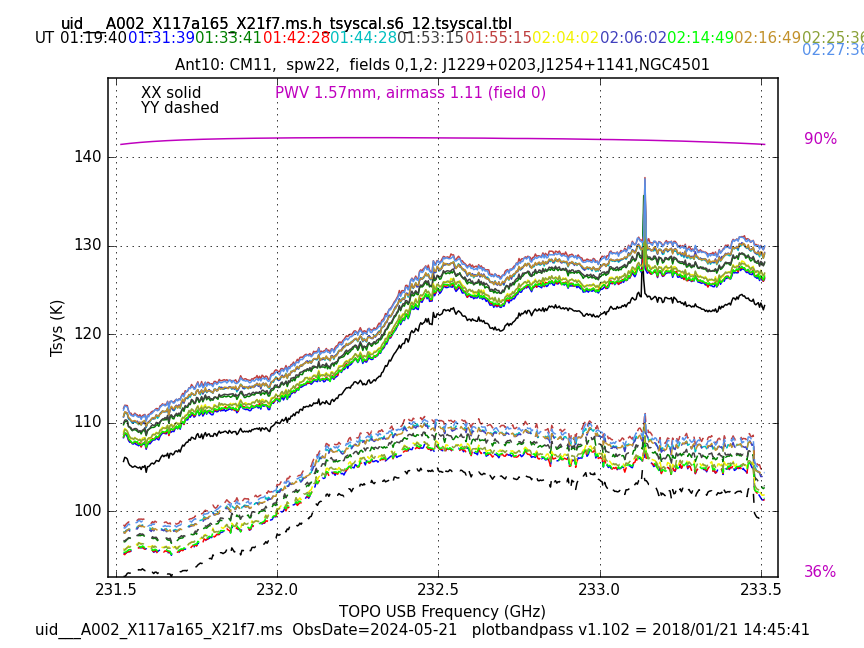 uid___A002_X117a165_X21f7.ms.h_tsyscal.s6_12.tsyscal.tbl
UT 01:19:40 01:31:39 01:33:41 01:42:28 01:44:28 01:53:15 01:55:15 02:04:02 02:06:02 02:14:49 02:16:49 02:25:36
02:27:36
Ant10: CM11,  spw22,  fields 0,1,2: J1229+0203,J1254+1141,NGC4501
XX solid
PWV 1.57mm, airmass 1.11 (field 0)
YY dashed
90%
140
130
120
110
100
Tsys (K)
36%
231.5 232.0 232.5 233.0 233.5
TOPO USB Frequency (GHz)
uid___A002_X117a165_X21f7.ms  ObsDate=2024-05-21   plotbandpass v1.102 = 2018/01/21 14:45:41